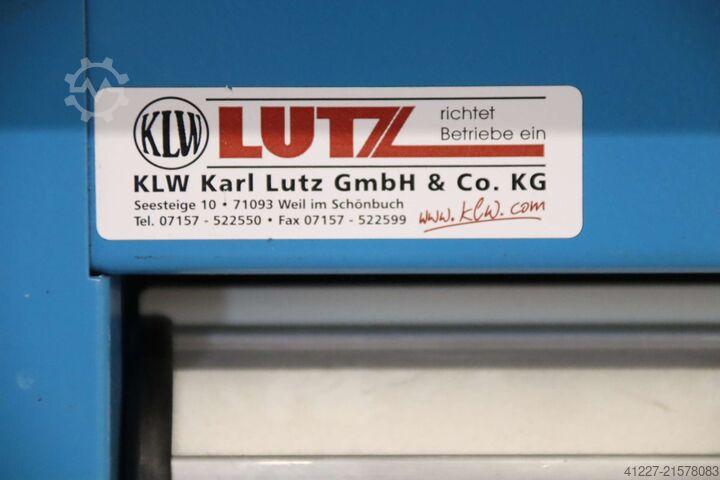 KLW LUTZ richtet
Betriebe ein
KLW Karl Lutz GmbH & Co. KG
Seesteige 10 • 71093 Weil im Schönbuch
Tel. 07157 - 522550 • Fax 07157 - 522599
www.klw.com
41227-21578083